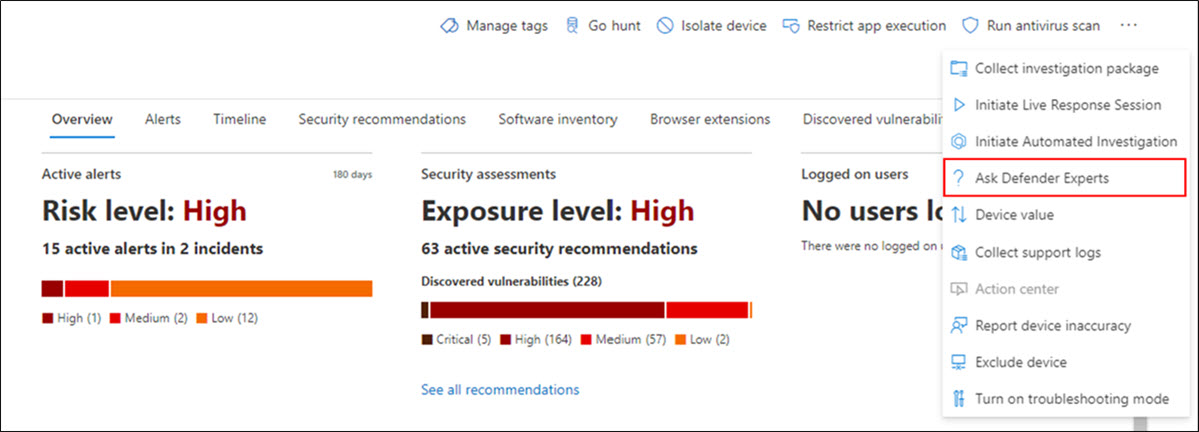 Manage tags Go hunt Isolate device Restrict app execution Run antivirus scan ...
Collect investigation package
Initiate Live Response Session
Initiate Automated Investigation
Ask Defender Experts
Device value
Collect support logs
Action center
Report device inaccuracy
Exclude device
Turn on troubleshooting mode
Overview Alerts Timeline Security recommendations Software inventory Browser extensions Discovered
Active alerts 180 days
Risk level: High
15 active alerts in 2 incidents
High (1) Medium (2) Low (12)
Security assessments
Exposure level: High
63 active security recommendations
Discovered vulnerabilities (228)
Critical (5) High (164) Medium (57) Low (2)
See all recommendations
Logged on users
No users
There were no logged on